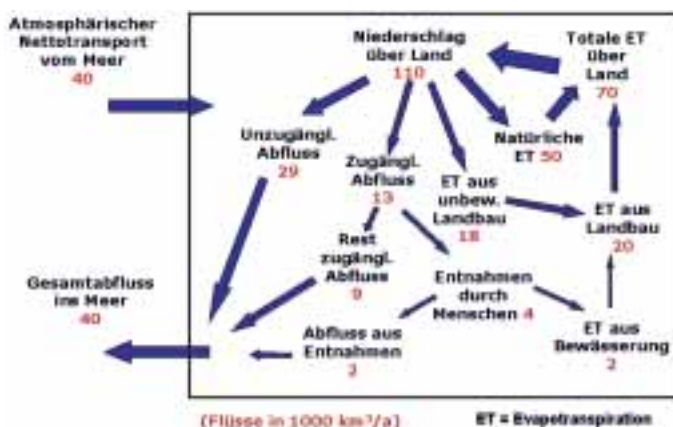 Atmosphärischer
Nettotransport
vom Meer
40
Niederschlag
über Land
110
Totale ET
über
Land
70
Unzugängl.
Abfluss
29
Zugängl.
Abfluss
13
Natürliche
ET 50
ET aus
unbew.
Landbau
18
ET aus
Landbau
20
Rest
zugängl.
Abfluss
9
Gesamtabfluss
ins Meer
40
Entnahmen
durch
Menschen 4
Abfluss aus
Entnahmen
2
ET aus
Bewässerung
2
(Flüsse in 1000 km³/a)
ET = Evapotranspiration